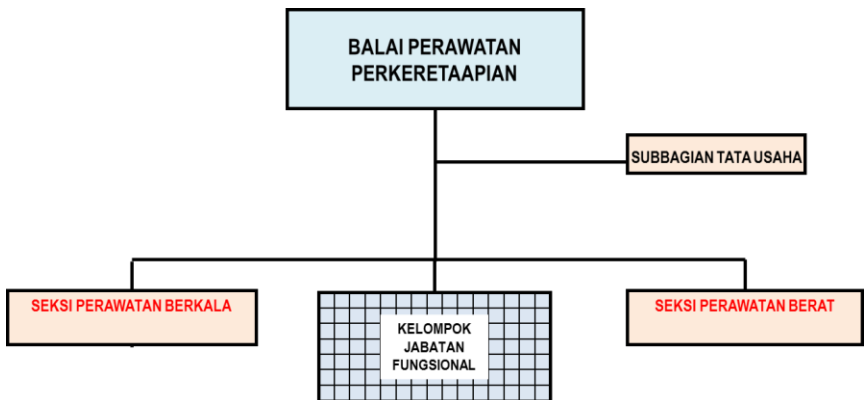 BALAI PERAWATAN
PERKERETAAPIAN
SUBBAGIAN TATA USAHA
SEKSI PERAWATAN BERKALA
KELOMPOK
JABATAN
FUNGSIONAL
SEKSI PERAWATAN BERAT